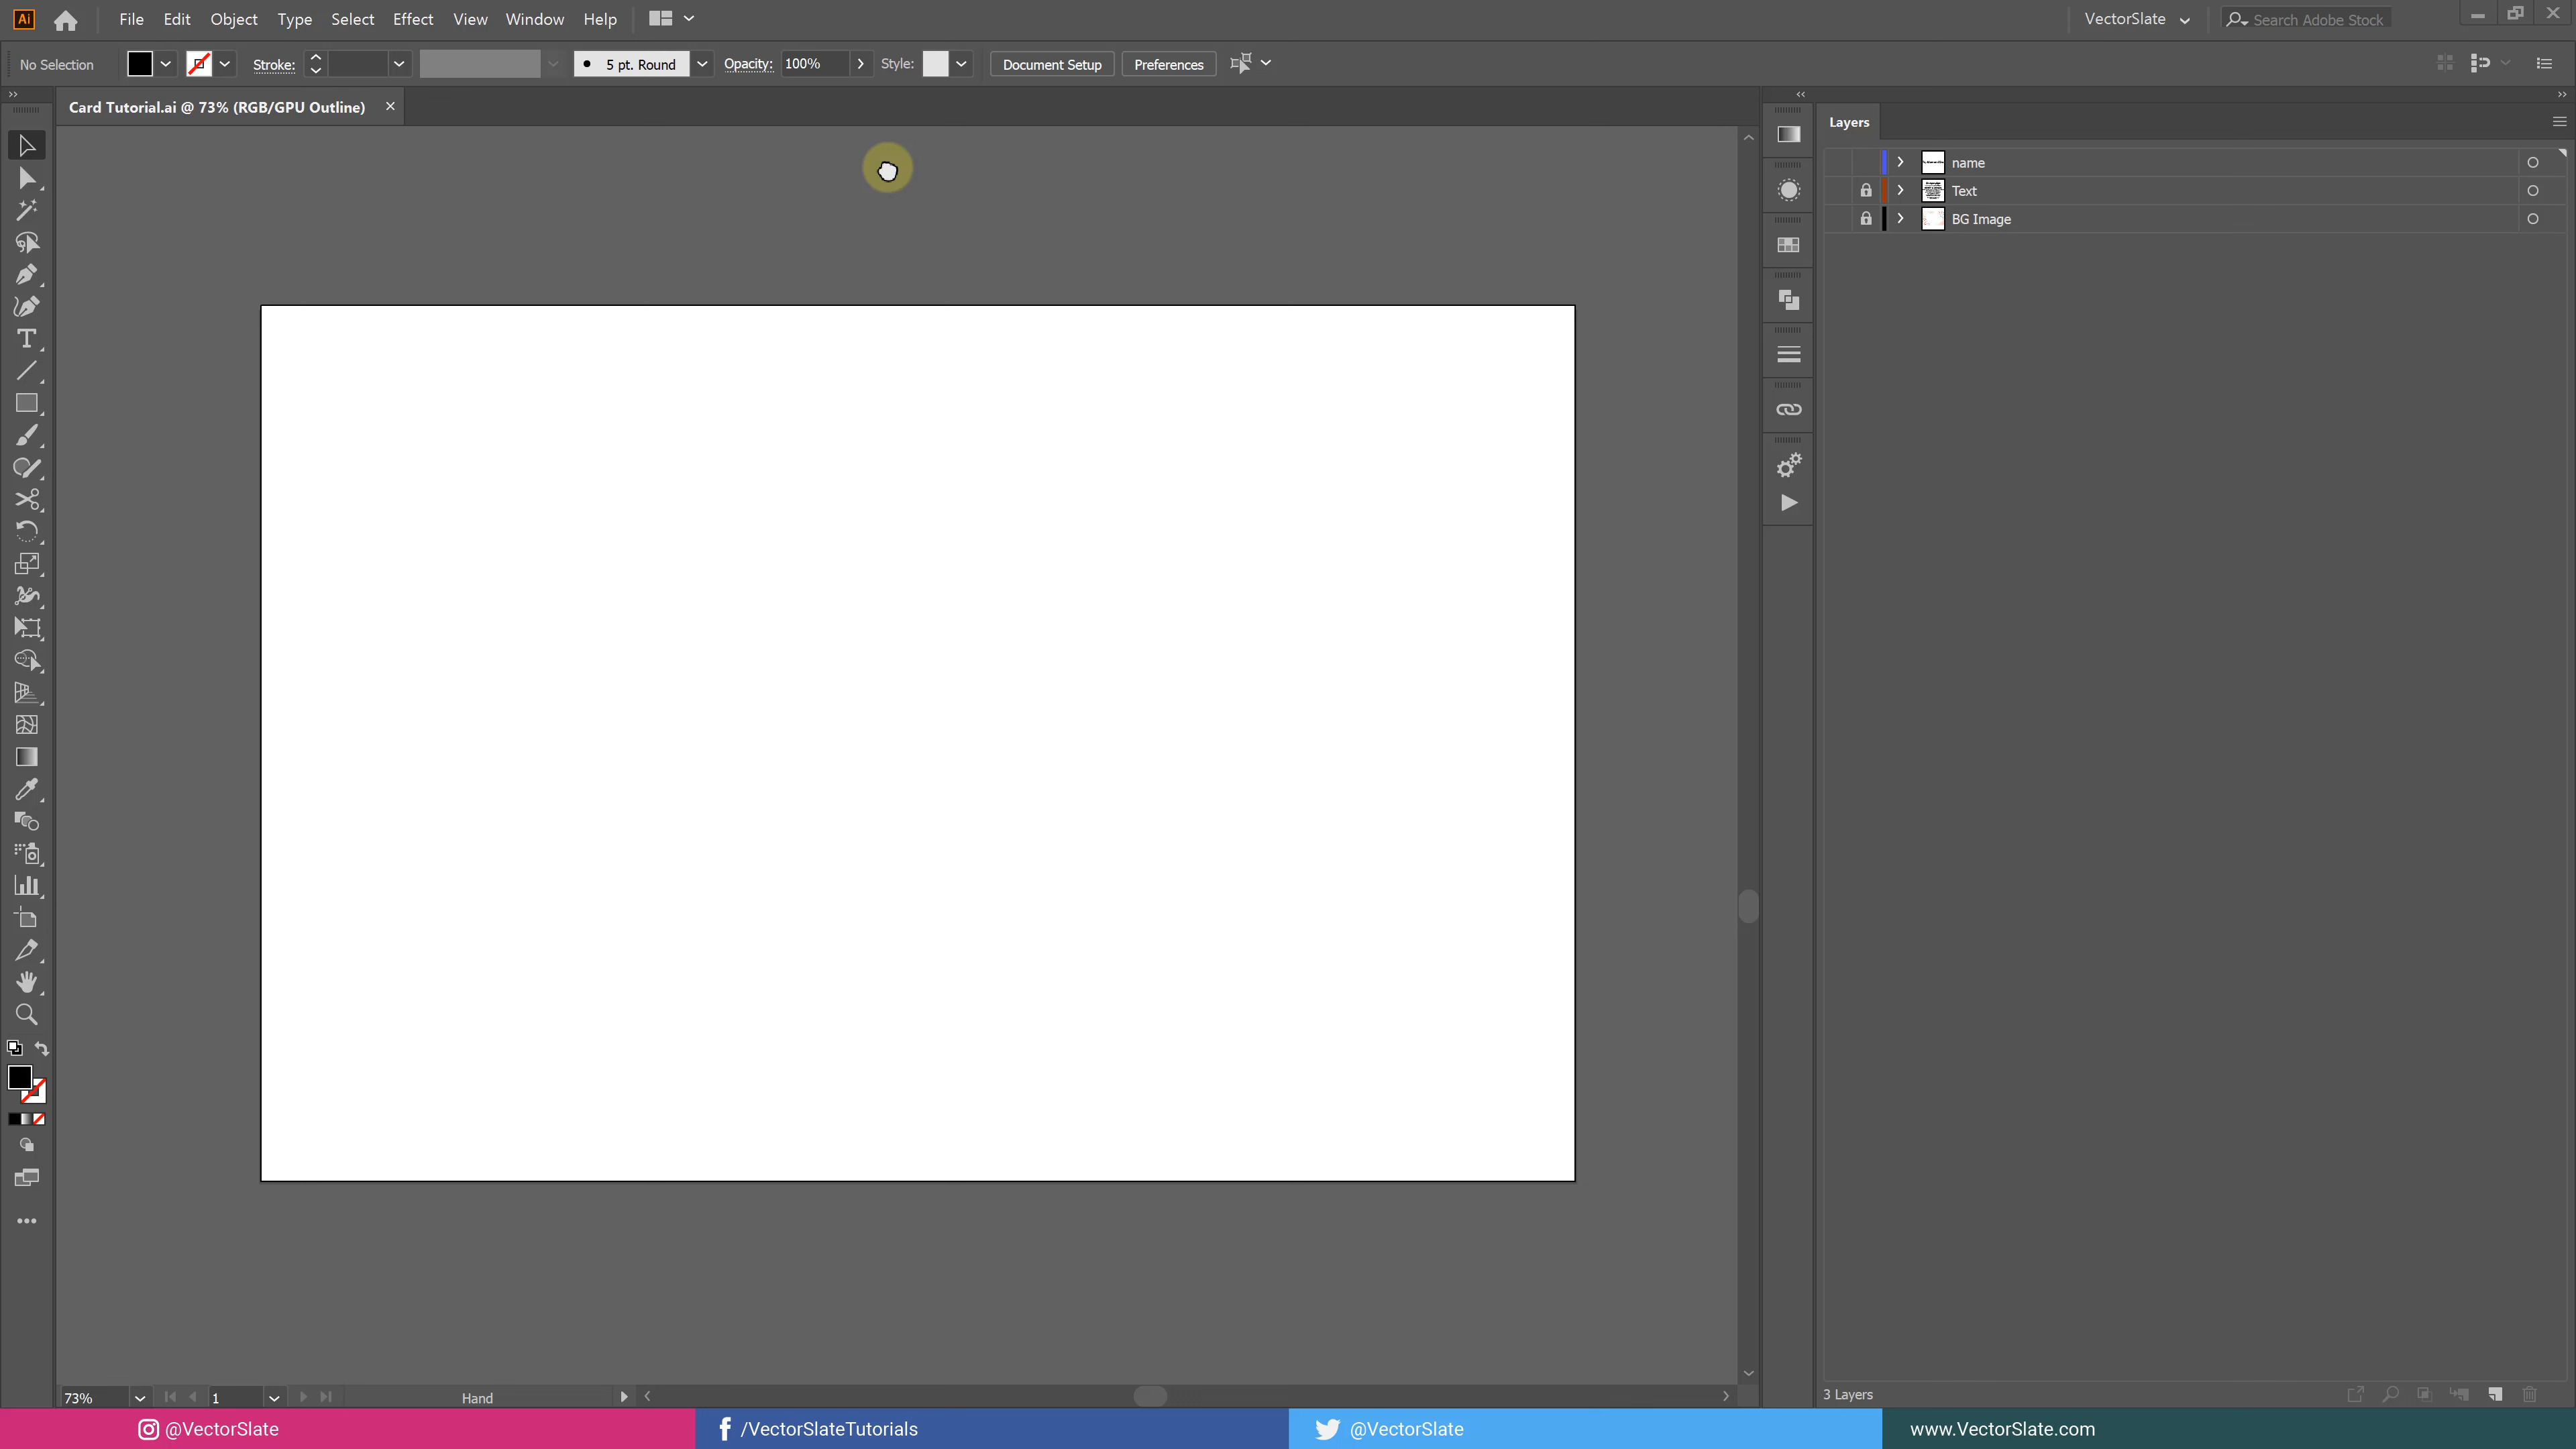 Ai File Edit Object Type Select Effect View Window Help VectorSlate Search Adobe Stock
No Selection Stroke: 5 pt. Round Opacity: 100% Style: Document Setup Preferences
Card Tutorial.ai @ 73% (RGB/GPU Outline)
Layers
name
Text
BG Image
73% 1 Hand
3 Layers
@VectorSlate /VectorSlateTutorials @VectorSlate www.VectorSlate.com